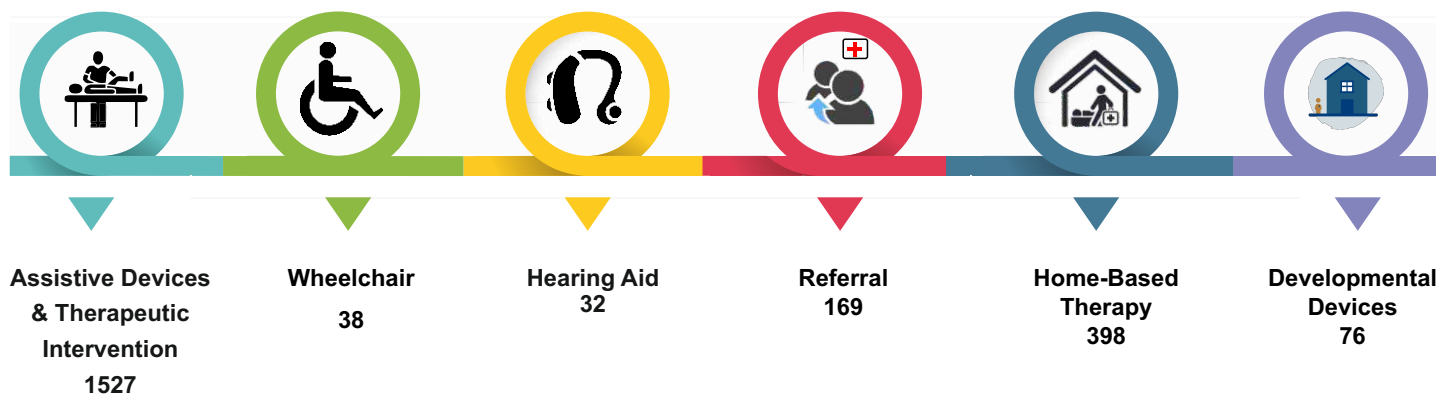 Assistive Devices
& Therapeutic
Intervention
1527
Wheelchair
38
Hearing Aid
32
Referral
169
Home-Based
Therapy
398
Developmental
Devices
76